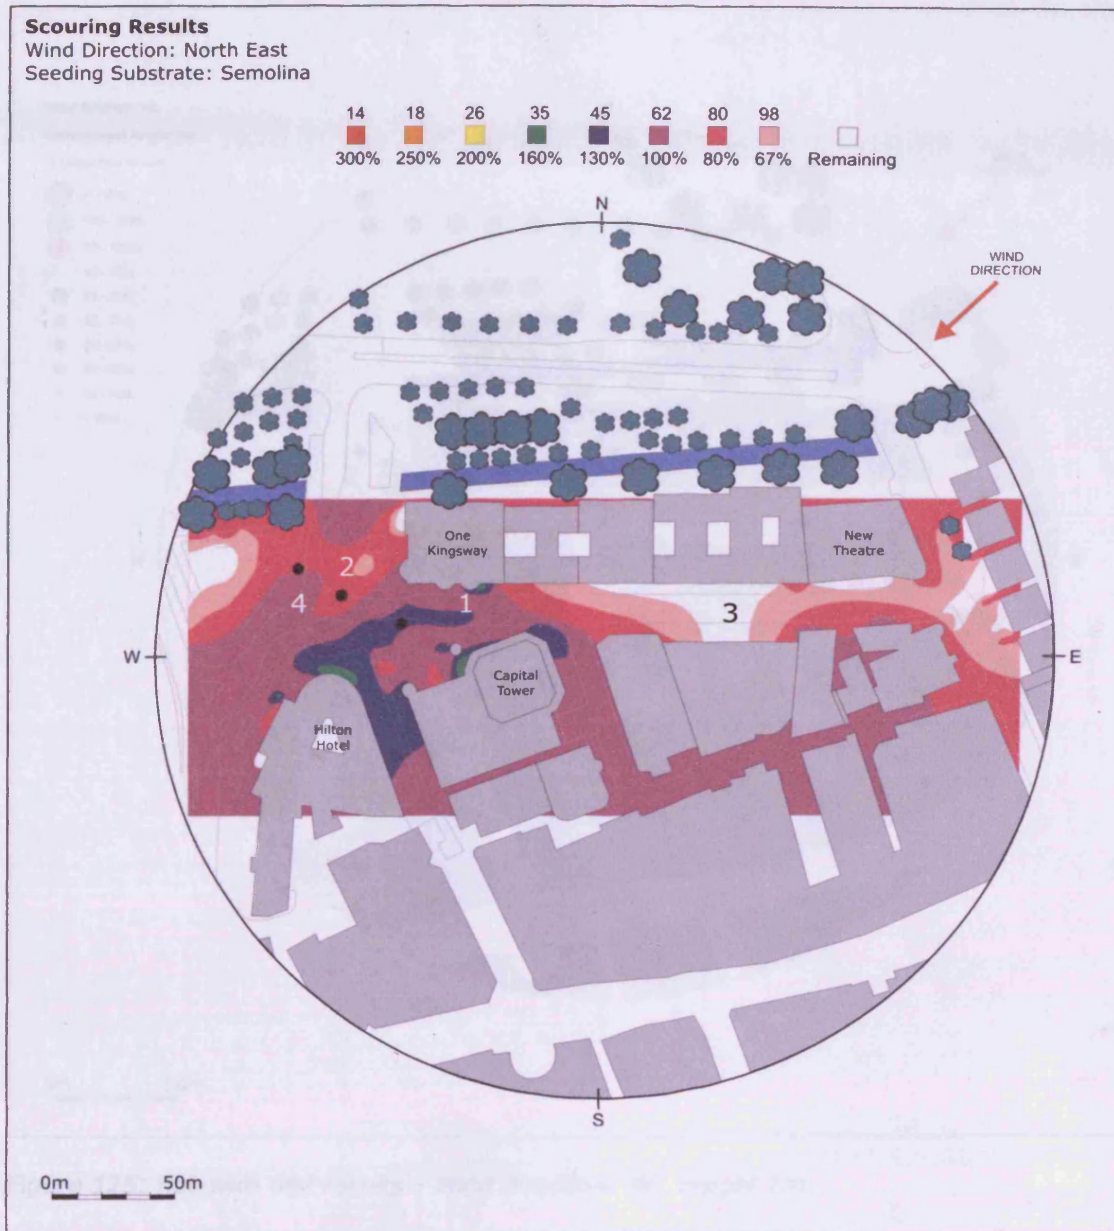 Scouring Results
Wind Direction: North East
Seeding Substrate: Semolina
14 18 26 35 45 62 80 98
300% 250% 200% 160% 130% 100% 80% 67% Remaining
N
WIND
DIRECTION
One
Kingsway
New
Theatre
2
4
1
3
W
E
Capital
Tower
Hilton
Hotel
S
0m 50m